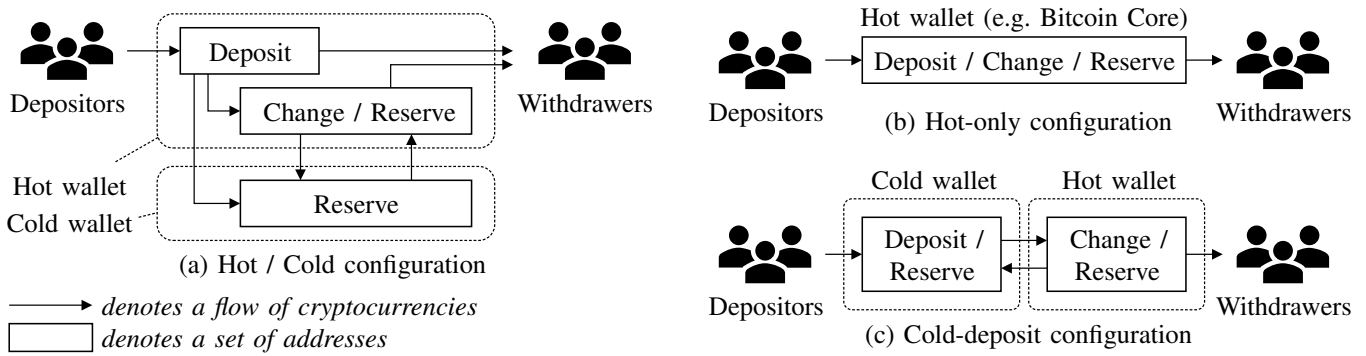 Deposit
Depositors
Withdrawers
Change / Reserve
Hot wallet
Cold wallet
Reserve
(a) Hot / Cold configuration
denotes a flow of cryptocurrencies
denotes a set of addresses
Hot wallet (e.g. Bitcoin Core)
Deposit / Change / Reserve
Depositors
Withdrawers
(b) Hot-only configuration
Cold wallet
Hot wallet
Deposit /
Reserve
Change /
Reserve
Depositors
Withdrawers
(c) Cold-deposit configuration